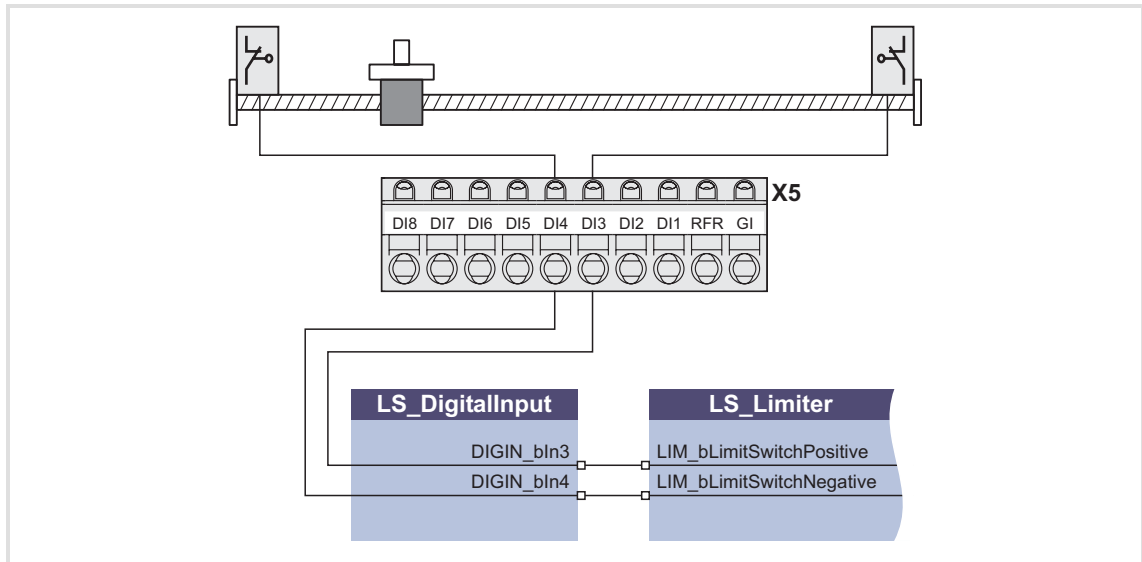 X5
DI8 DI7 DI6 DI5 DI4 DI3 DI2 DI1 RFR GI
LS_DigitalInput LS_Limiter
DIGIN_bIn3 LIM_bLimitSwitchPositive
DIGIN_bIn4 LIM_bLimitSwitchNegative